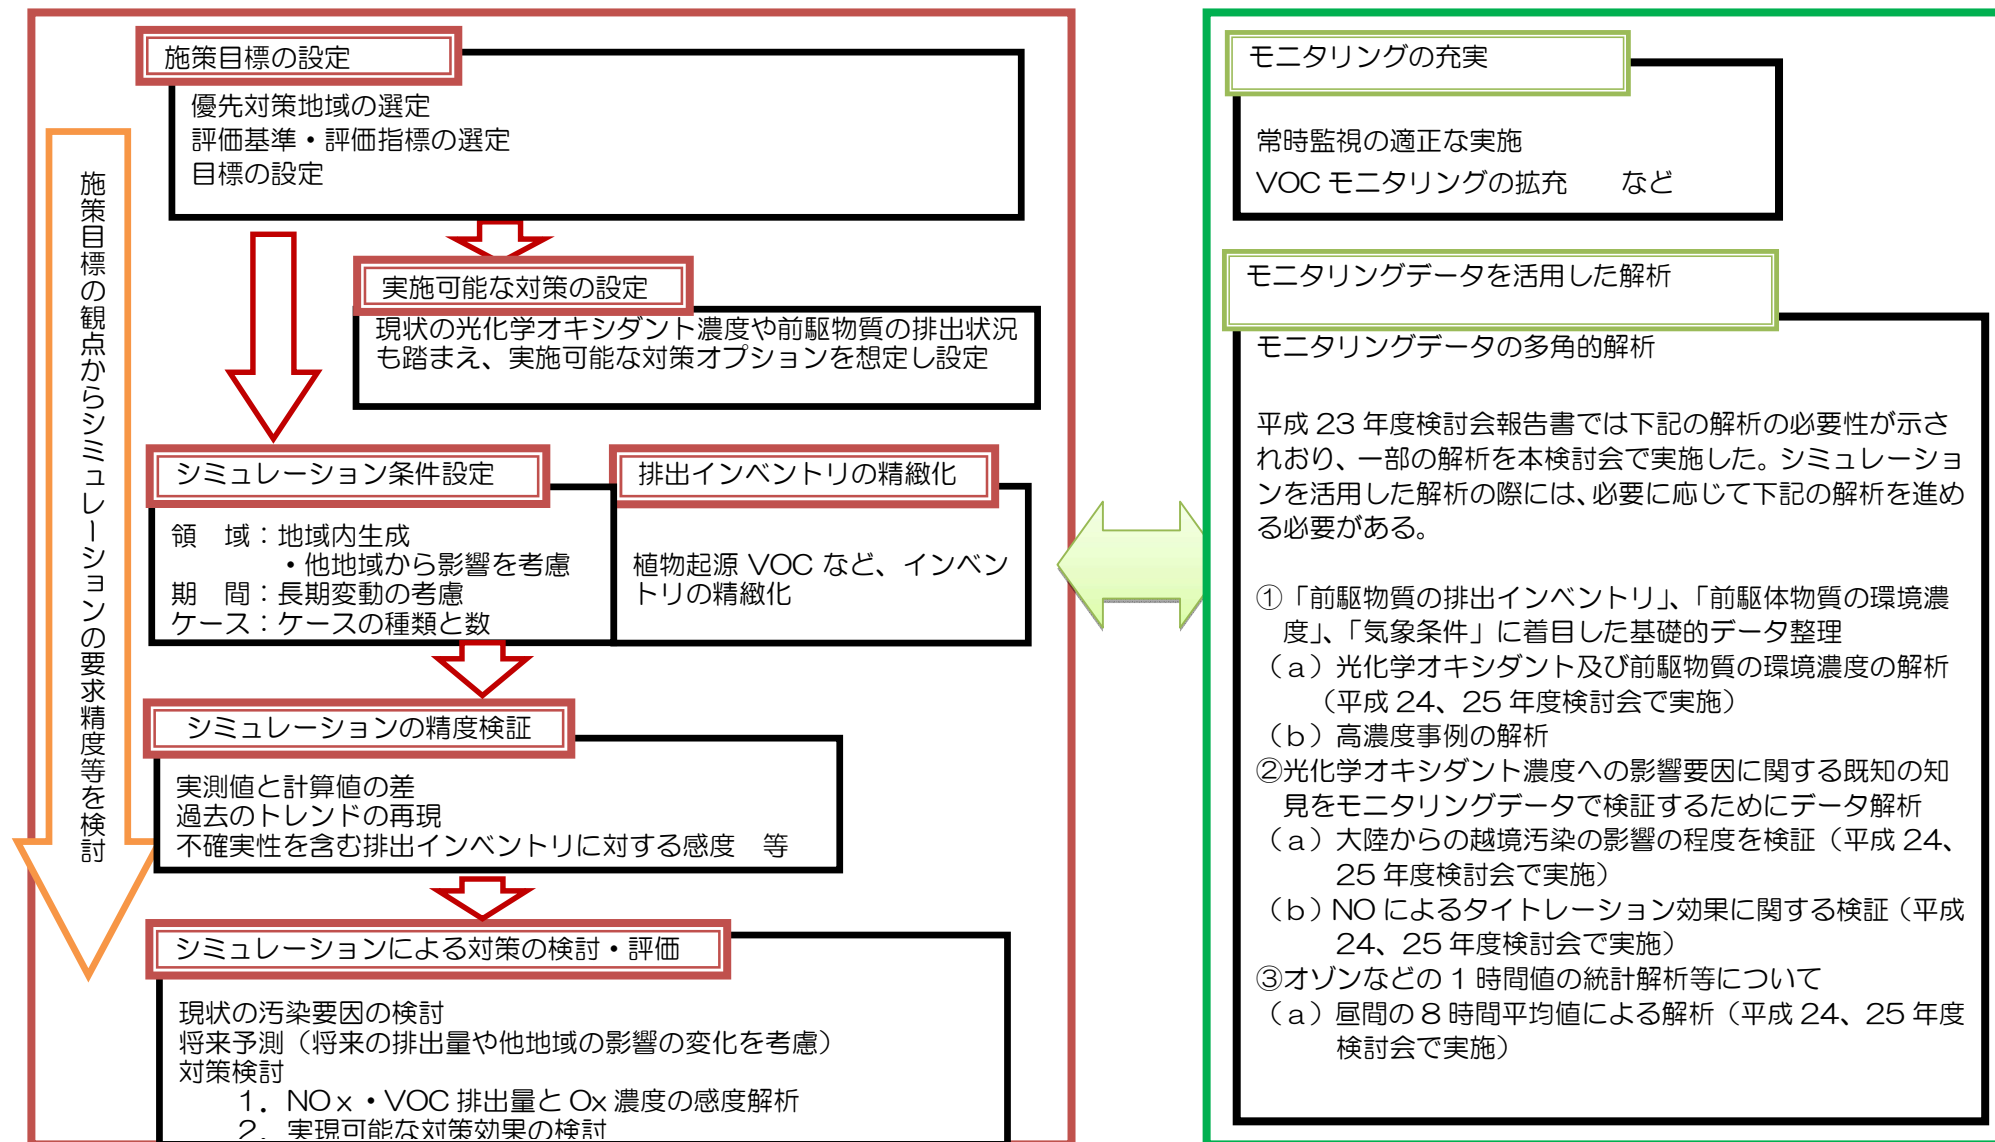 施策目標の設定
優先対策地域の選定
評価基準・評価指標の選定
目標の設定
施策目標の観点からシミュレーションの要求精度等を検討
実施可能な対策の設定
現状の光化学オキシダント濃度や前駆物質の排出状況
も踏まえ、実施可能な対策オプションを想定し設定
シミュレーション条件設定
領　域：地域内生成
・他地域から影響を考慮
期　間：長期変動の考慮
ケース：ケースの種類と数
排出インベントリの精緻化
植物起源 VOC など、インベン
トリの精緻化
シミュレーションの精度検証
実測値と計算値の差
過去のトレンドの再現
不確実性を含む排出インベントリに対する感度　等
シミュレーションによる対策の検討・評価
現状の汚染要因の検討
将来予測（将来の排出量や他地域の影響の変化を考慮）
対策検討
１．NOｘ・VOC 排出量と Ox 濃度の感度解析
２．実現可能な対策効果の検討
モニタリングの充実
常時監視の適正な実施
VOC モニタリングの拡充　　など
モニタリングデータを活用した解析
モニタリングデータの多角的解析
平成 23 年度検討会報告書では下記の解析の必要性が示さ
れおり、一部の解析を本検討会で実施した。シミュレーショ
ンを活用した解析の際には、必要に応じて下記の解析を進め
る必要がある。
①「前駆物質の排出インベントリ」、「前駆体物質の環境濃
度」、「気象条件」に着目した基礎的データ整理
（ａ）光化学オキシダント及び前駆物質の環境濃度の解析
（平成 24、25 年度検討会で実施）
（ｂ）高濃度事例の解析
②光化学オキシダント濃度への影響要因に関する既知の知
見をモニタリングデータで検証するためにデータ解析
（ａ）大陸からの越境汚染の影響の程度を検証（平成 24、
25 年度検討会で実施）
（ｂ）NO によるタイトレーション効果に関する検証（平成
24、25 年度検討会で実施）
③オゾンなどの 1 時間値の統計解析等について
（ａ）昼間の 8 時間平均値による解析（平成 24、25 年度
検討会で実施）